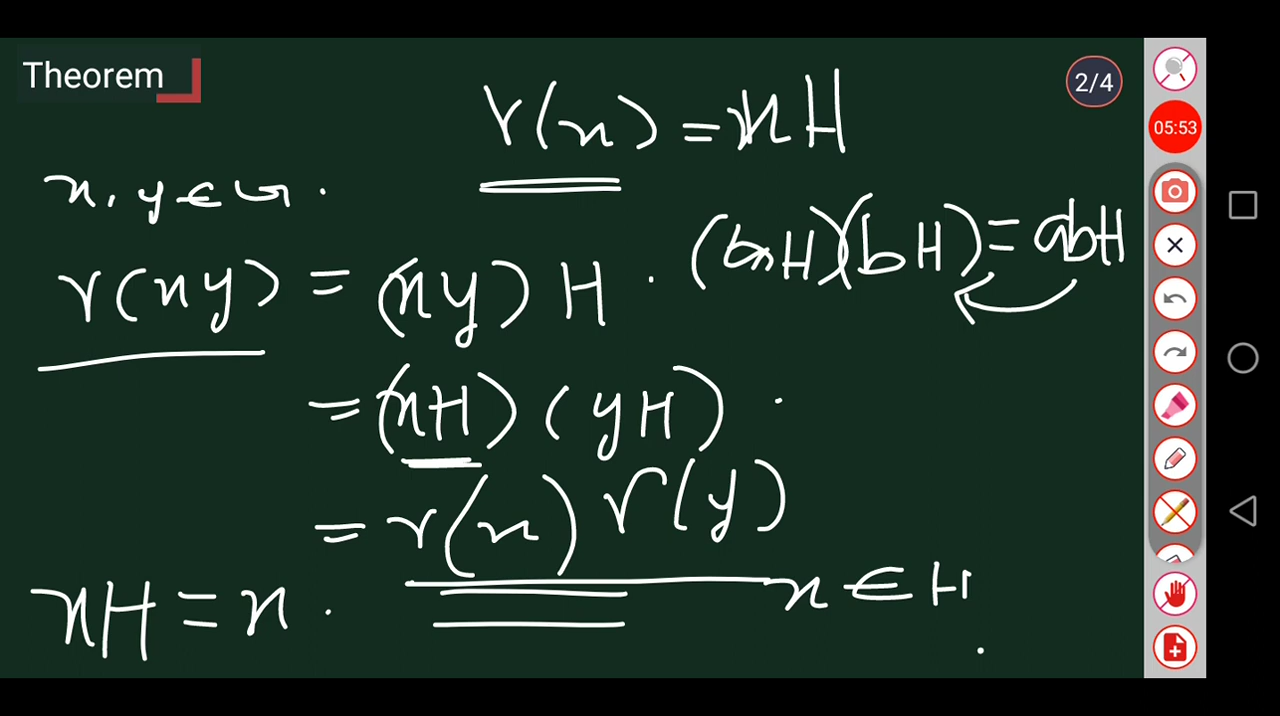 Theorem
2/4
r(x) = xH
05:53
x, y ∈ G.
(aH)(bH) = abH
r(xy) = (xy) H .
= (xH) (yH) .
= r(x) r(y)
x ∈ H
xH = x .